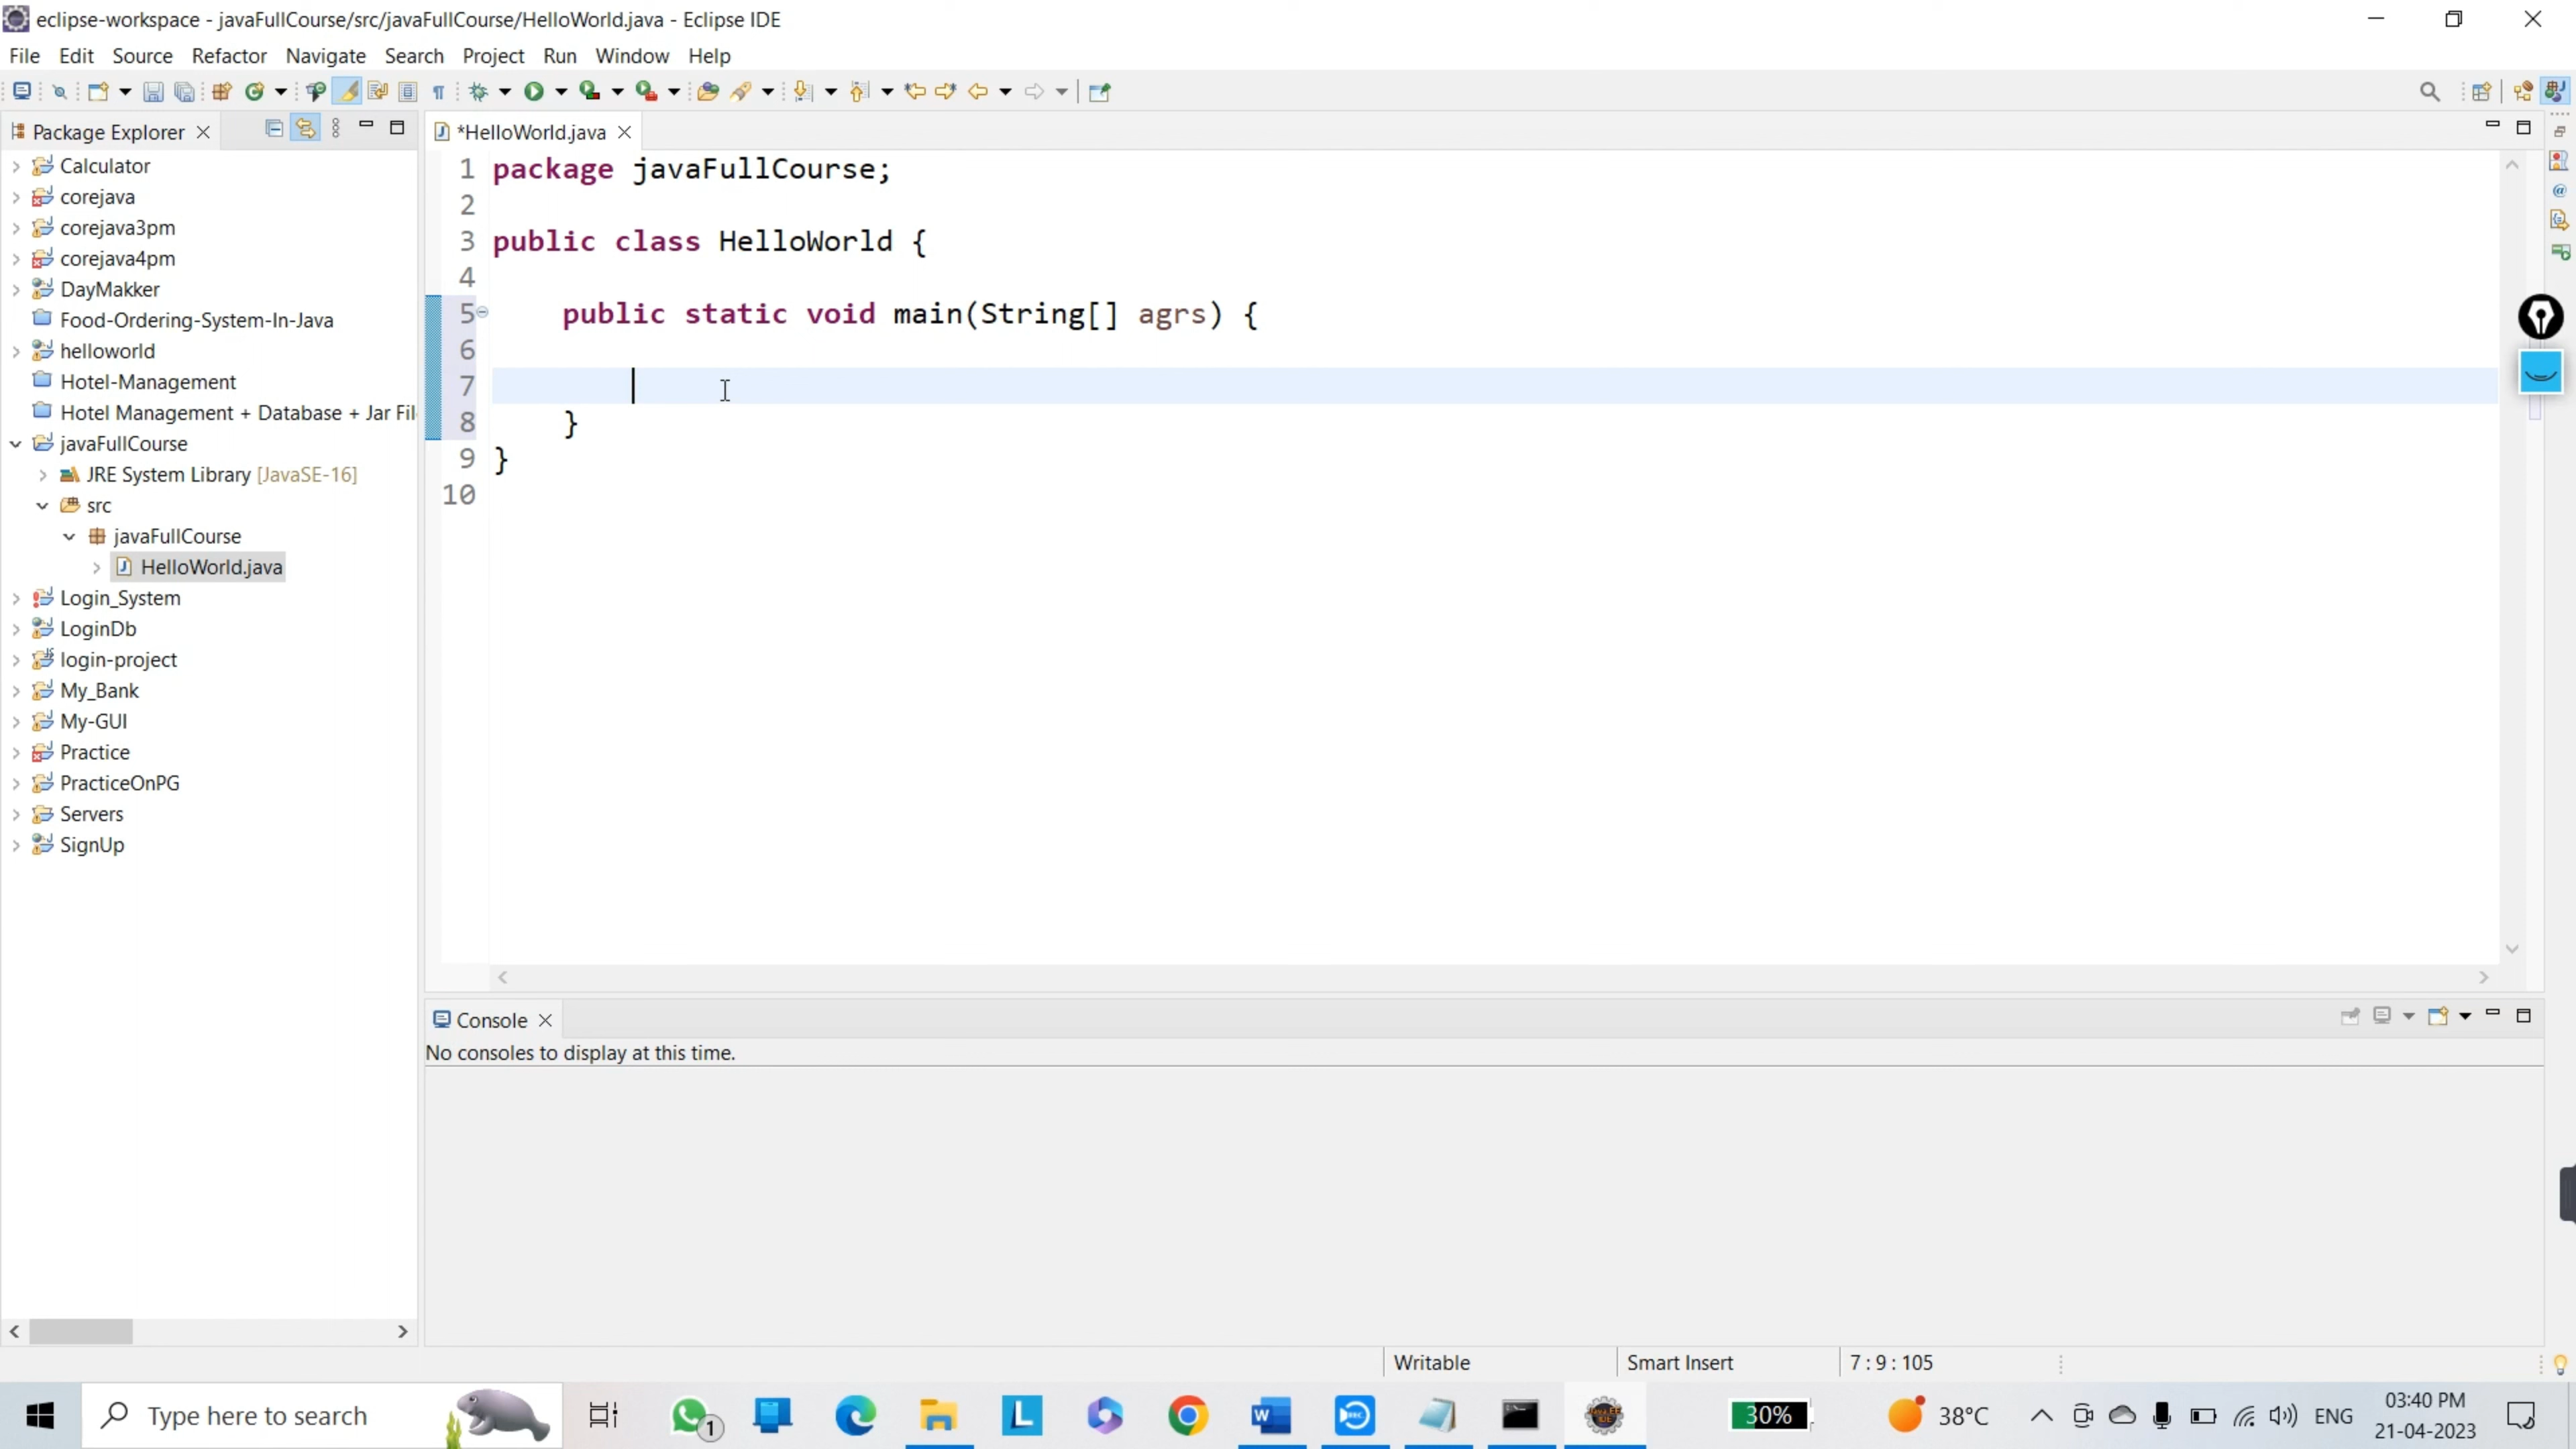 eclipse-workspace - javaFullCourse/src/javaFullCourse/HelloWorld.java - Eclipse IDE
File Edit Source Refactor Navigate Search Project Run Window Help
Package Explorer
Calculator
corejava
corejava3pm
corejava4pm
DayMakker
Food-Ordering-System-In-Java
helloworld
Hotel-Management
Hotel Management + Database + Jar Fil
javaFullCourse
JRE System Library [JavaSE-16]
src
javaFullCourse
HelloWorld.java
Login_System
LoginDb
login-project
My_Bank
My-GUI
Practice
PracticeOnPG
Servers
SignUp
*HelloWorld.java
1 package javaFullCourse;
2
3 public class HelloWorld {
4
5 public static void main(String[] agrs) {
6
7
8 }
9 }
10
Console
No consoles to display at this time.
Writable Smart Insert 7 : 9 : 105
Type here to search 1 L W 30% 38°C ENG 03:40 PM
21-04-2023